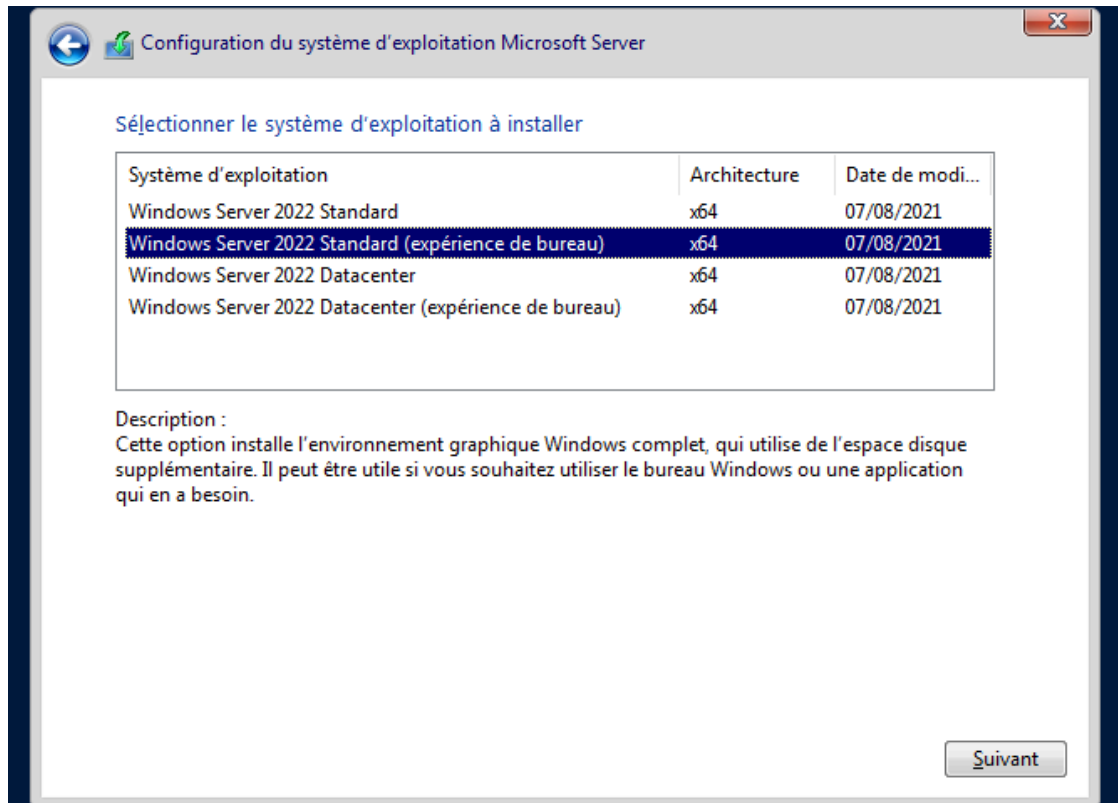 Configuration du système d'exploitation Microsoft Server
Sélectionner le système d'exploitation à installer
Système d'exploitation Architecture Date de modi...
Windows Server 2022 Standard x64 07/08/2021
Windows Server 2022 Standard (expérience de bureau) x64 07/08/2021
Windows Server 2022 Datacenter x64 07/08/2021
Windows Server 2022 Datacenter (expérience de bureau) x64 07/08/2021
Description :
Cette option installe l'environnement graphique Windows complet, qui utilise de l'espace disque
supplémentaire. Il peut être utile si vous souhaitez utiliser le bureau Windows ou une application
qui en a besoin.
Suivant